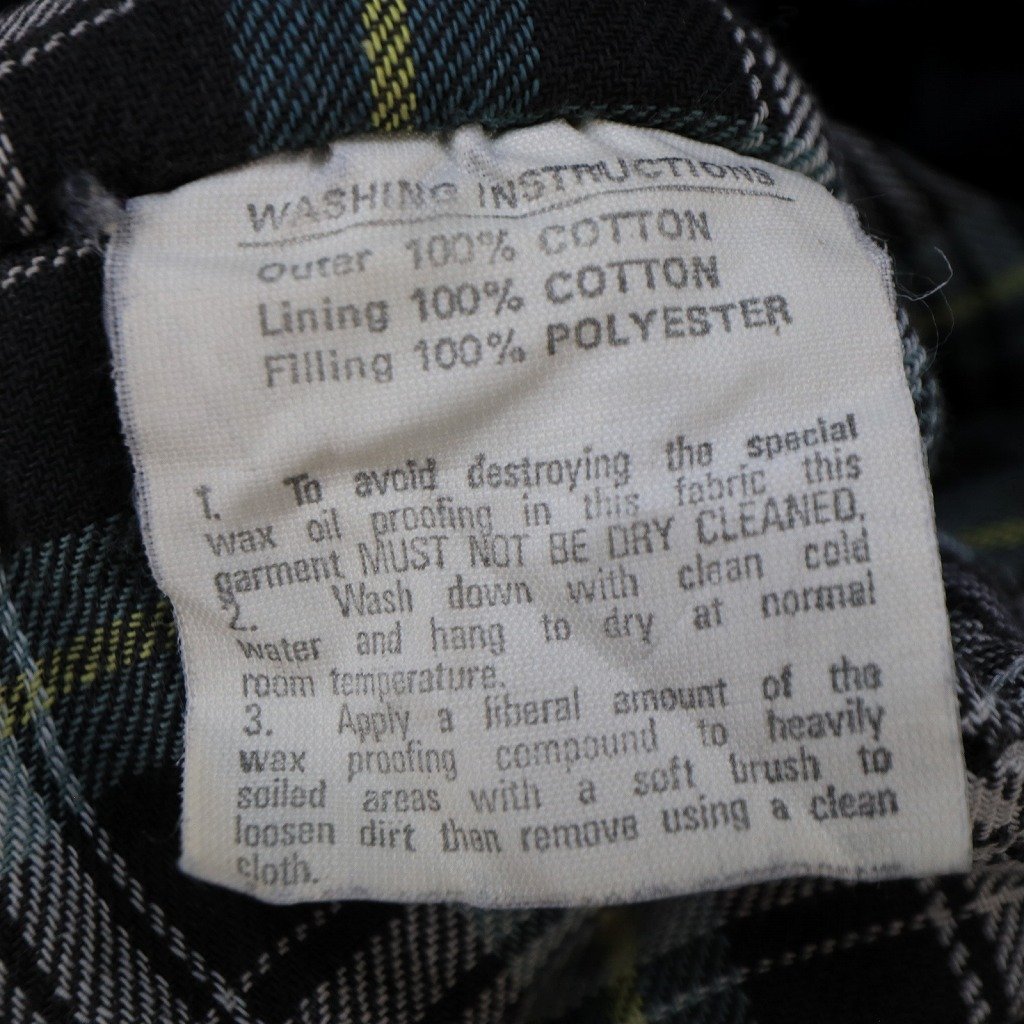 WASHING INSTRUCTIONS
Outer 100% COTTON
Lining 100% COTTON
Filling 100% POLYESTER
1. To avoid destroying the special
wax oil proofing in this fabric this
garment MUST NOT BE DRY CLEANED.
2. Wash down with clean cold
water and hang to dry at normal
room temperature.
3. Apply a liberal amount of the
wax proofing compound to heavily
soiled areas with a soft brush to
loosen dirt then remove using a clean
cloth.